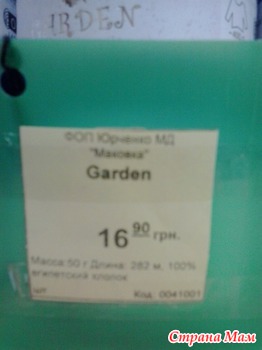 IRDEN
ФОП Юрченко МД
"Маковка"
Garden
16 90 грн.
Масса: 50 г Длина: 282 м, 100%
египетский хлопок
шт
Код: 0041001
Страна Мам